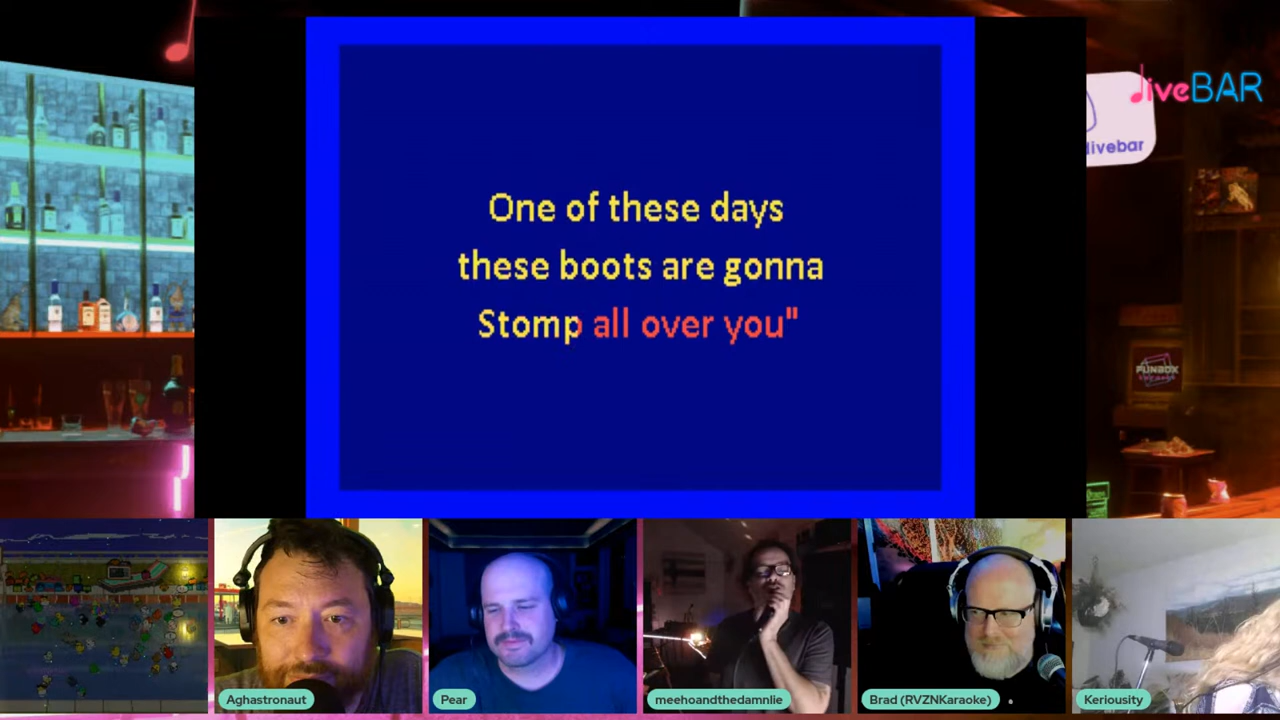 liveBAR
livebar
One of these days
these boots are gonna
Stomp all over you"
FUNBOX
Aghastronaut
Pear
meehoandthedamnlie
Brad (RVZNKaraoke)
Keriousity